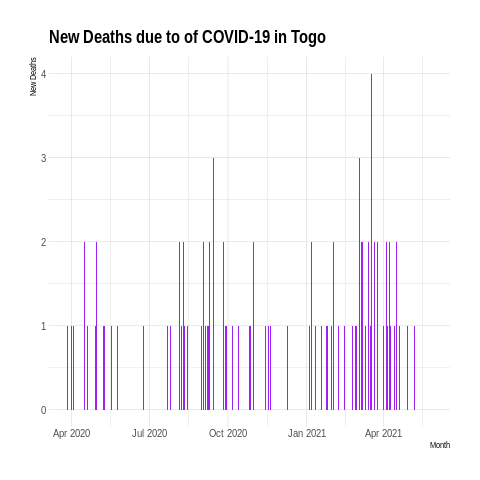 New Deaths due to of COVID-19 in Togo
New Deaths
4
3
2
1
0
Apr 2020 Jul 2020 Oct 2020 Jan 2021 Apr 2021
Month